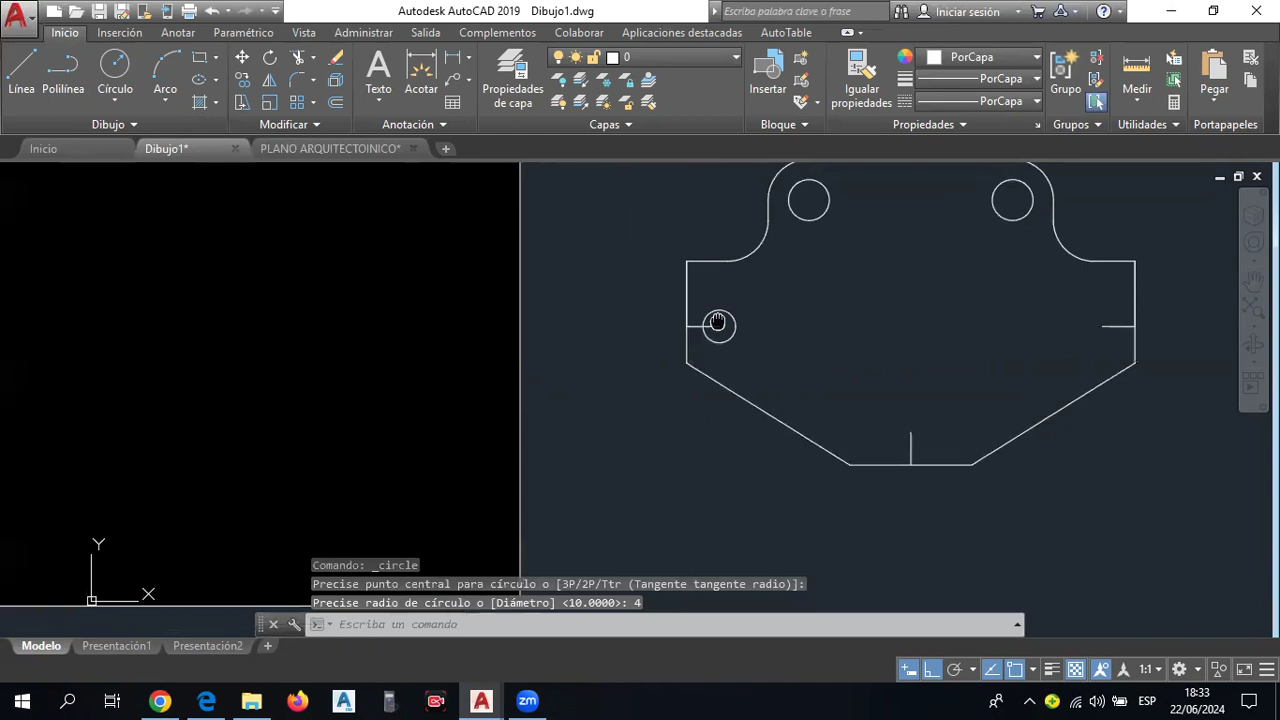 Autodesk AutoCAD 2019 Dibujo1.dwg
Escriba palabra clave o frase
Iniciar sesión
Inicio Inserción Anotar Paramétrico Vista Administrar Salida Complementos Colaborar Aplicaciones destacadas AutoTable
Línea Polilínea Círculo Arco
Texto Acotar
Propiedades de capa
0
Insertar
Igualar propiedades
PorCapa
PorCapa
PorCapa
Grupo
Medir
Pegar
Dibujo Modificar Anotación Capas Bloque Propiedades Grupos Utilidades Portapapeles
Inicio Dibujo1* PLANO ARQUITECTOINICO*
Y
X
Comando: _circle
Precise punto central para círculo o [3P/2P/Ttr (Tangente tangente radio)]:
Precise radio de círculo o [Diámetro] <10.0000>: 4
Escriba un comando
Modelo Presentación1 Presentación2
1:1
ESP
18:33
22/06/2024